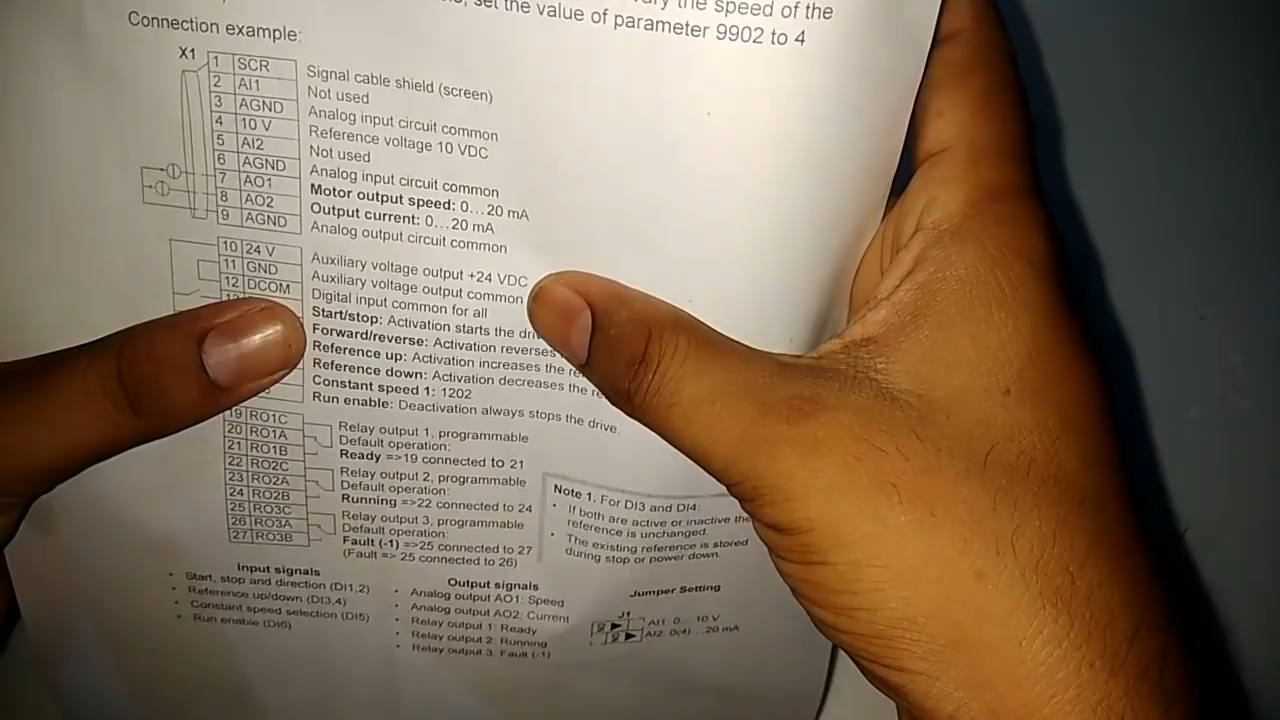 the speed of the
set the value of parameter 9902 to 4
Connection example:
X1
1 SCR Signal cable shield (screen)
2 AI1 Not used
3 AGND Analog input circuit common
4 10 V Reference voltage 10 VDC
5 AI2 Not used
6 AGND Analog input circuit common
7 AO1 Motor output speed: 0...20 mA
8 AO2 Output current: 0...20 mA
9 AGND Analog output circuit common
10 24 V Auxiliary voltage output +24 VDC
11 GND Auxiliary voltage output common
12 DCOM Digital input common for all
Start/stop: Activation starts the
Forward/reverse: Activation reverses
Reference up: Activation increases the
Reference down: Activation decreases the
Constant speed 1: 1202
Run enable: Deactivation always stops the drive.
19 RO1C Relay output 1, programmable
20 RO1A Default operation:
21 RO1B Ready =>19 connected to 21
22 RO2C Relay output 2, programmable
23 RO2A Default operation:
24 RO2B Running =>22 connected to 24
25 RO3C Relay output 3, programmable
26 RO3A Default operation:
27 RO3B Fault (-1) =>25 connected to 27
(Fault => 25 connected to 26)
Note 1. For DI3 and DI4:
• If both are active or inactive the
reference is unchanged.
• The existing reference is stored
during stop or power down.
Input signals
• Start, stop and direction (DI1,2)
• Reference up/down (DI3,4)
• Constant speed selection (DI5)
• Run enable (DI6)
Output signals
• Analog output AO1: Speed
• Analog output AO2: Current
• Relay output 1: Ready
• Relay output 2: Running
• Relay output 3: Fault (-1)
Jumper Setting
J1
AI1: 0...10 V
AI2: 0(4)...20 mA